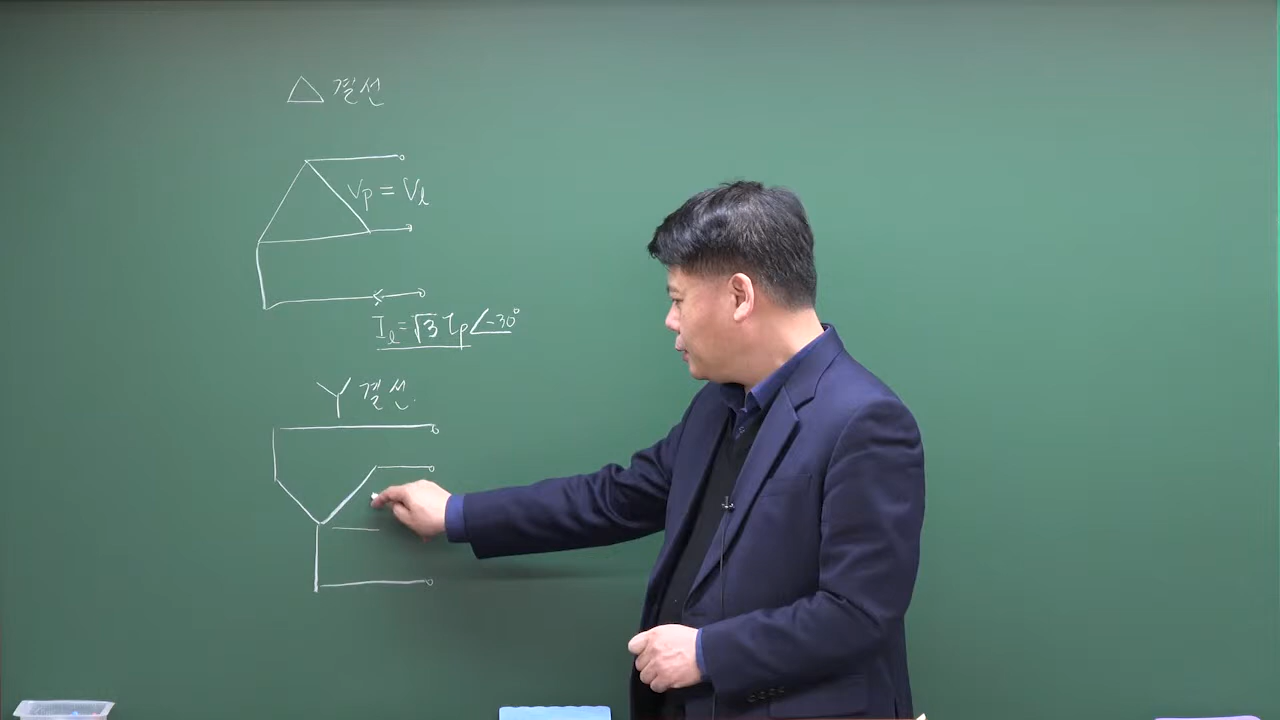 △ 결선
Vp = Vl
Il = √3 Ip∠-30°
Y 결선